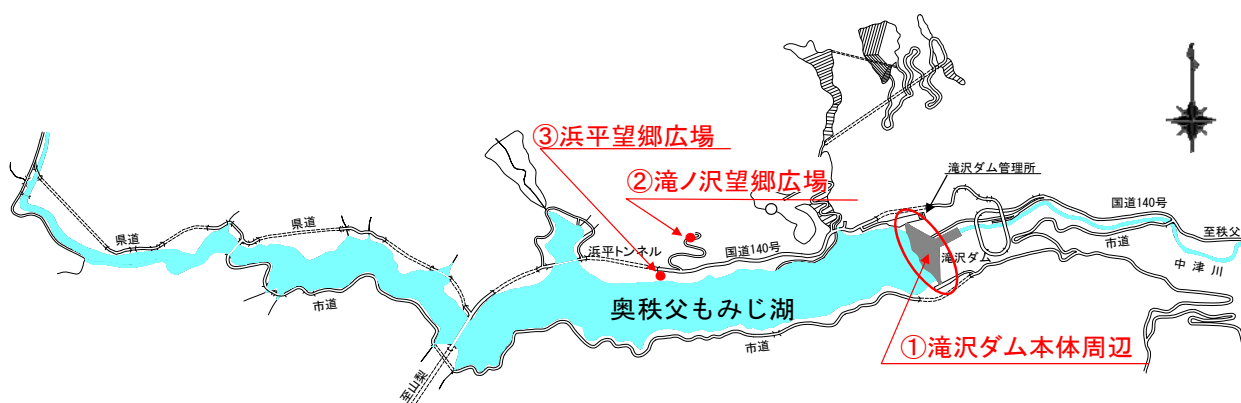 ③浜平望郷広場
②滝ノ沢望郷広場
滝沢ダム管理所
国道140号
至秩父
市道
中津川
滝沢ダム
県道
県道
浜平トンネル
国道140号
奥秩父もみじ湖
市道
市道
①滝沢ダム本体周辺
至山梨